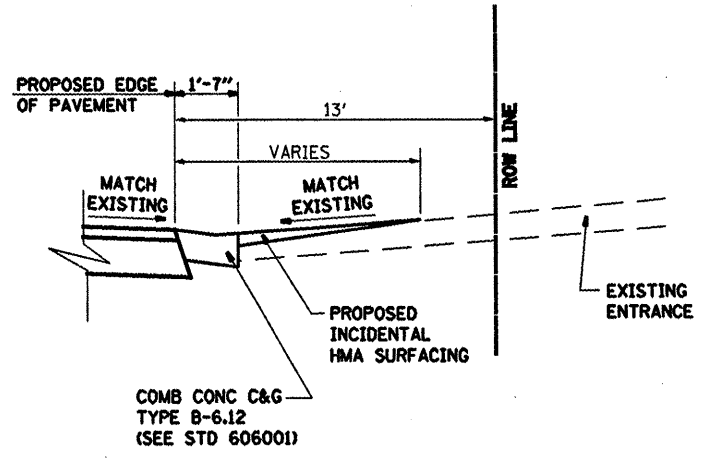 PROPOSED EDGE
OF PAVEMENT
1'-7"
13'
ROW LINE
VARIES
MATCH
EXISTING
MATCH
EXISTING
EXISTING
ENTRANCE
PROPOSED
INCIDENTAL
HMA SURFACING
COMB CONC C&G
TYPE B-6.12
(SEE STD 606001)